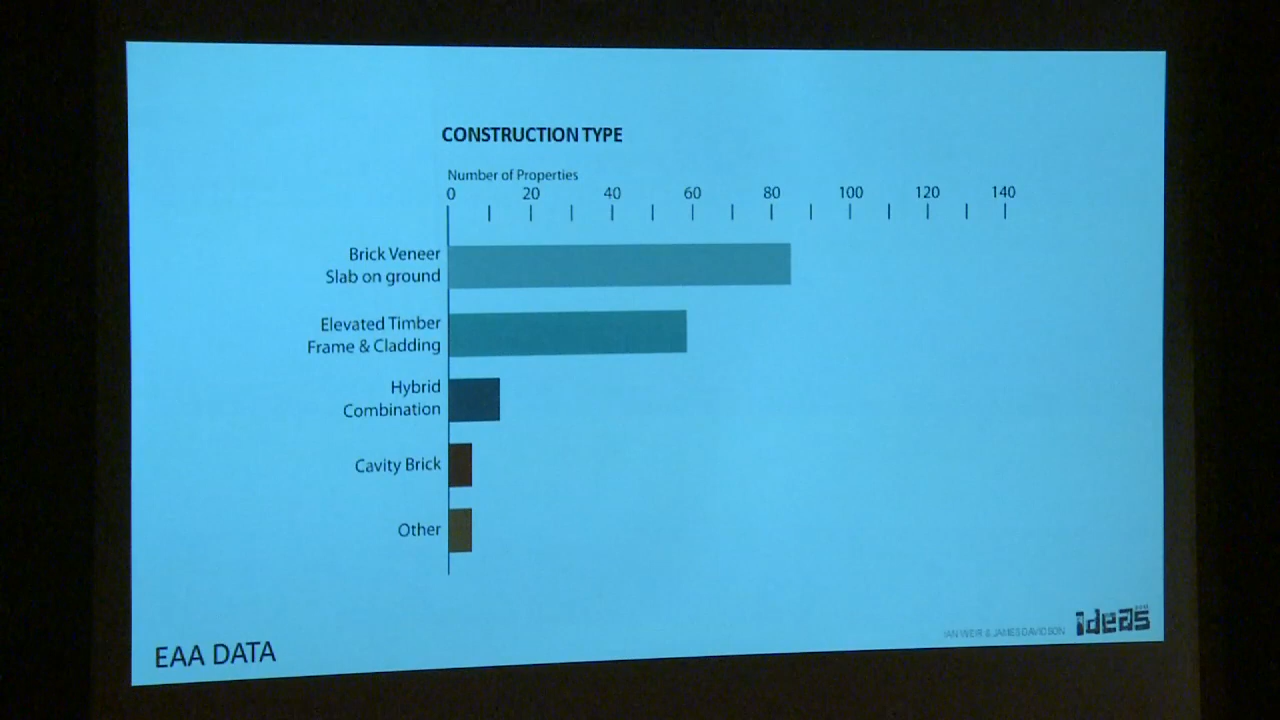 CONSTRUCTION TYPE
Number of Properties
0 20 40 60 80 100 120 140
Brick Veneer
Slab on ground
Elevated Timber
Frame & Cladding
Hybrid
Combination
Cavity Brick
Other
EAA DATA
IAN WEIR & JAMES DAVIDSON
ideas